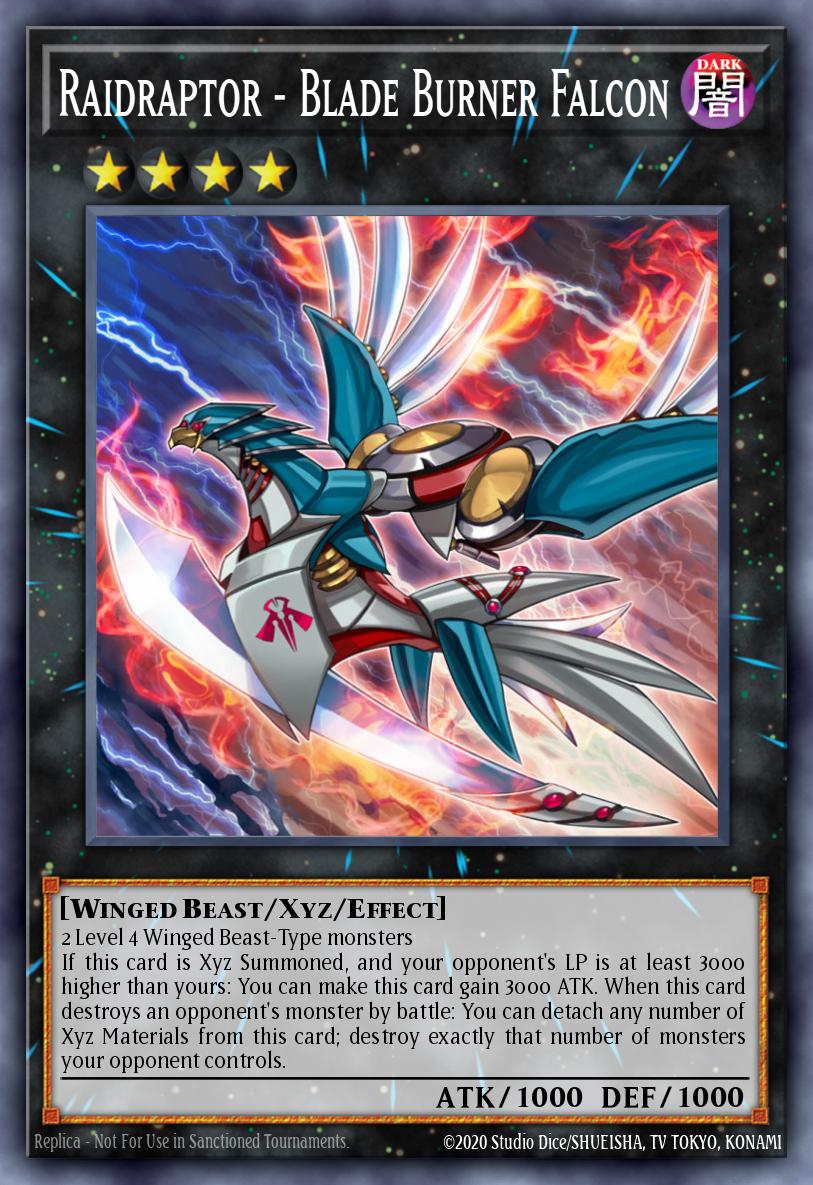 Raidraptor - Blade Burner Falcon
DARK
闇
[Winged Beast/Xyz/Effect]
2 Level 4 Winged Beast-Type monsters
If this card is Xyz Summoned, and your opponent's LP is at least 3000
higher than yours: You can make this card gain 3000 ATK. When this card
destroys an opponent's monster by battle: You can detach any number of
Xyz Materials from this card; destroy exactly that number of monsters
your opponent controls.
ATK/1000 DEF/1000
Replica - Not For Use in Sanctioned Tournaments.
©2020 Studio Dice/SHUEISHA, TV TOKYO, KONAMI